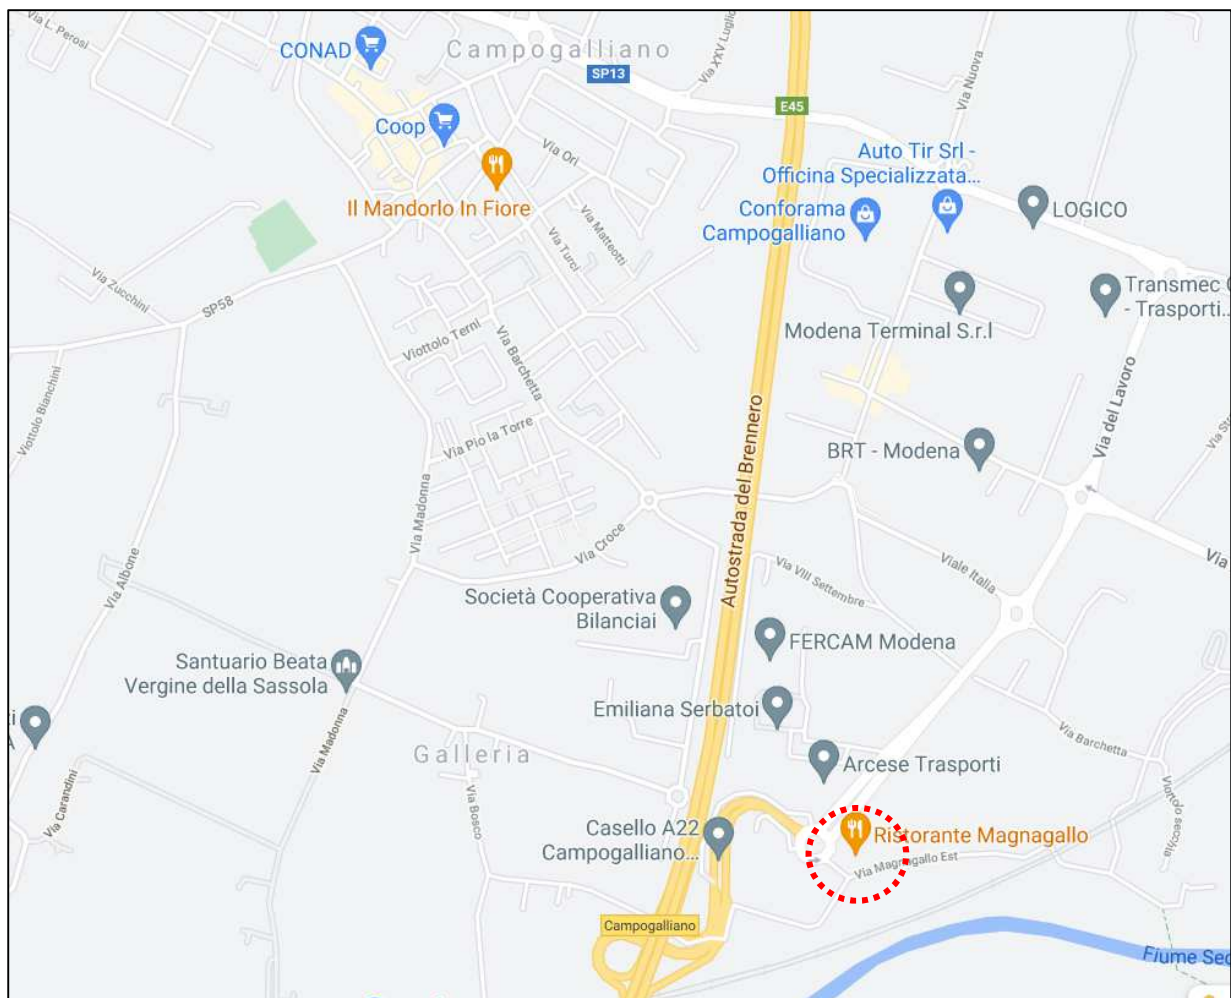 Via L. Perosi
CONAD
Campogalliano
SP13
Via XXV Luglio
Via Nuova
E45
Coop
Via Ori
Auto Tir Srl -
Officina Specializzata...
Il Mandorlo In Fiore
Conforama
Campogalliano
LOGICO
Via Matteotti
Via Turci
Via Zucchini
SP58
Transmec
- Trasporti...
Modena Terminal S.r.l
Viottolo Terni
Via Barchetta
Viottolo Bianchini
Via del Lavoro
Via Pio la Torre
BRT - Modena
Autostrada del Brennero
Via Madonna
Via Croce
Via
Via Albone
Via VIII Settembre
Viale Italia
Società Cooperativa
Bilanciai
FERCAM Modena
Santuario Beata
Vergine della Sassola
Emiliana Serbatoi
Via Madonna
Galleria
Via Barchetta
Arcese Trasporti
Via Carandini
Via Bosco
Viottolo secchia
Casello A22
Campogalliano...
Ristorante Magnagallo
Via Magnagallo Est
Campogalliano
Fiume Sec